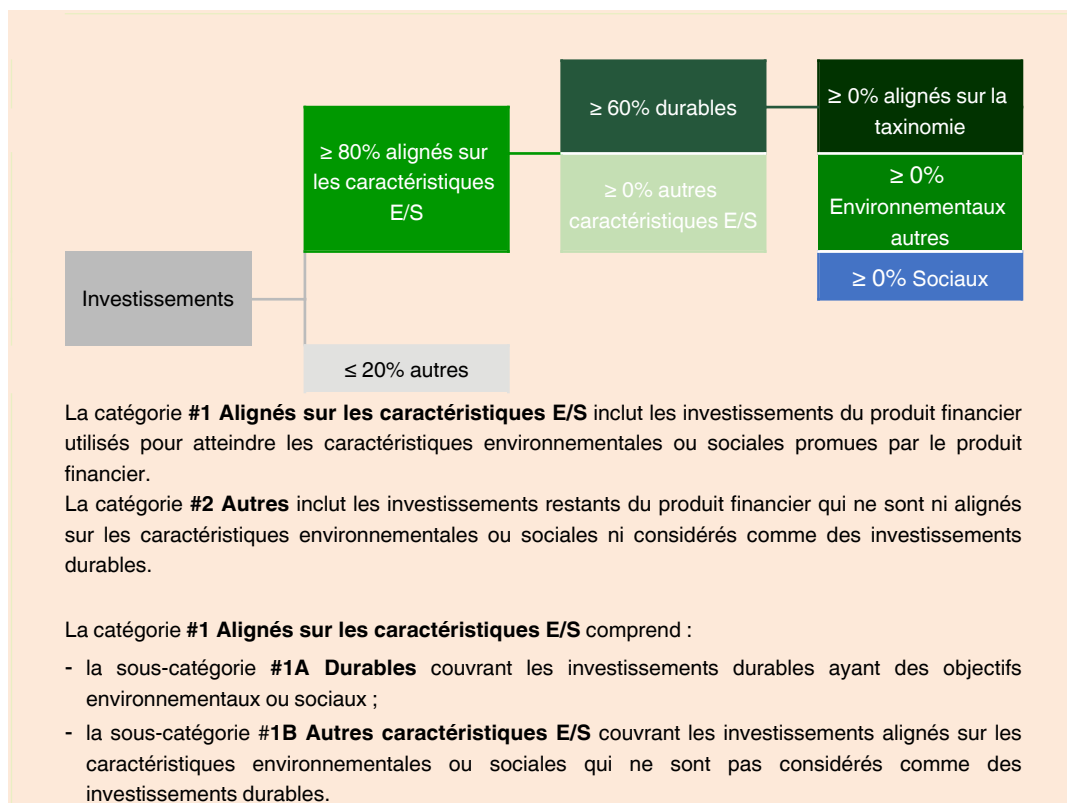 ≥ 60% durables
≥ 0% alignés sur la
taxinomie
≥ 80% alignés sur
les caractéristiques
E/S
≥ 0% autres
caractéristiques E/S
≥ 0%
Environnementaux
autres
≥ 0% Sociaux
Investissements
≤ 20% autres
La catégorie #1 Alignés sur les caractéristiques E/S inclut les investissements du produit financier
utilisés pour atteindre les caractéristiques environnementales ou sociales promues par le produit
financier.
La catégorie #2 Autres inclut les investissements restants du produit financier qui ne sont ni alignés
sur les caractéristiques environnementales ou sociales ni considérés comme des investissements
durables.
La catégorie #1 Alignés sur les caractéristiques E/S comprend :
- la sous-catégorie #1A Durables couvrant les investissements durables ayant des objectifs
environnementaux ou sociaux ;
- la sous-catégorie #1B Autres caractéristiques E/S couvrant les investissements alignés sur les
caractéristiques environnementales ou sociales qui ne sont pas considérés comme des
investissements durables.